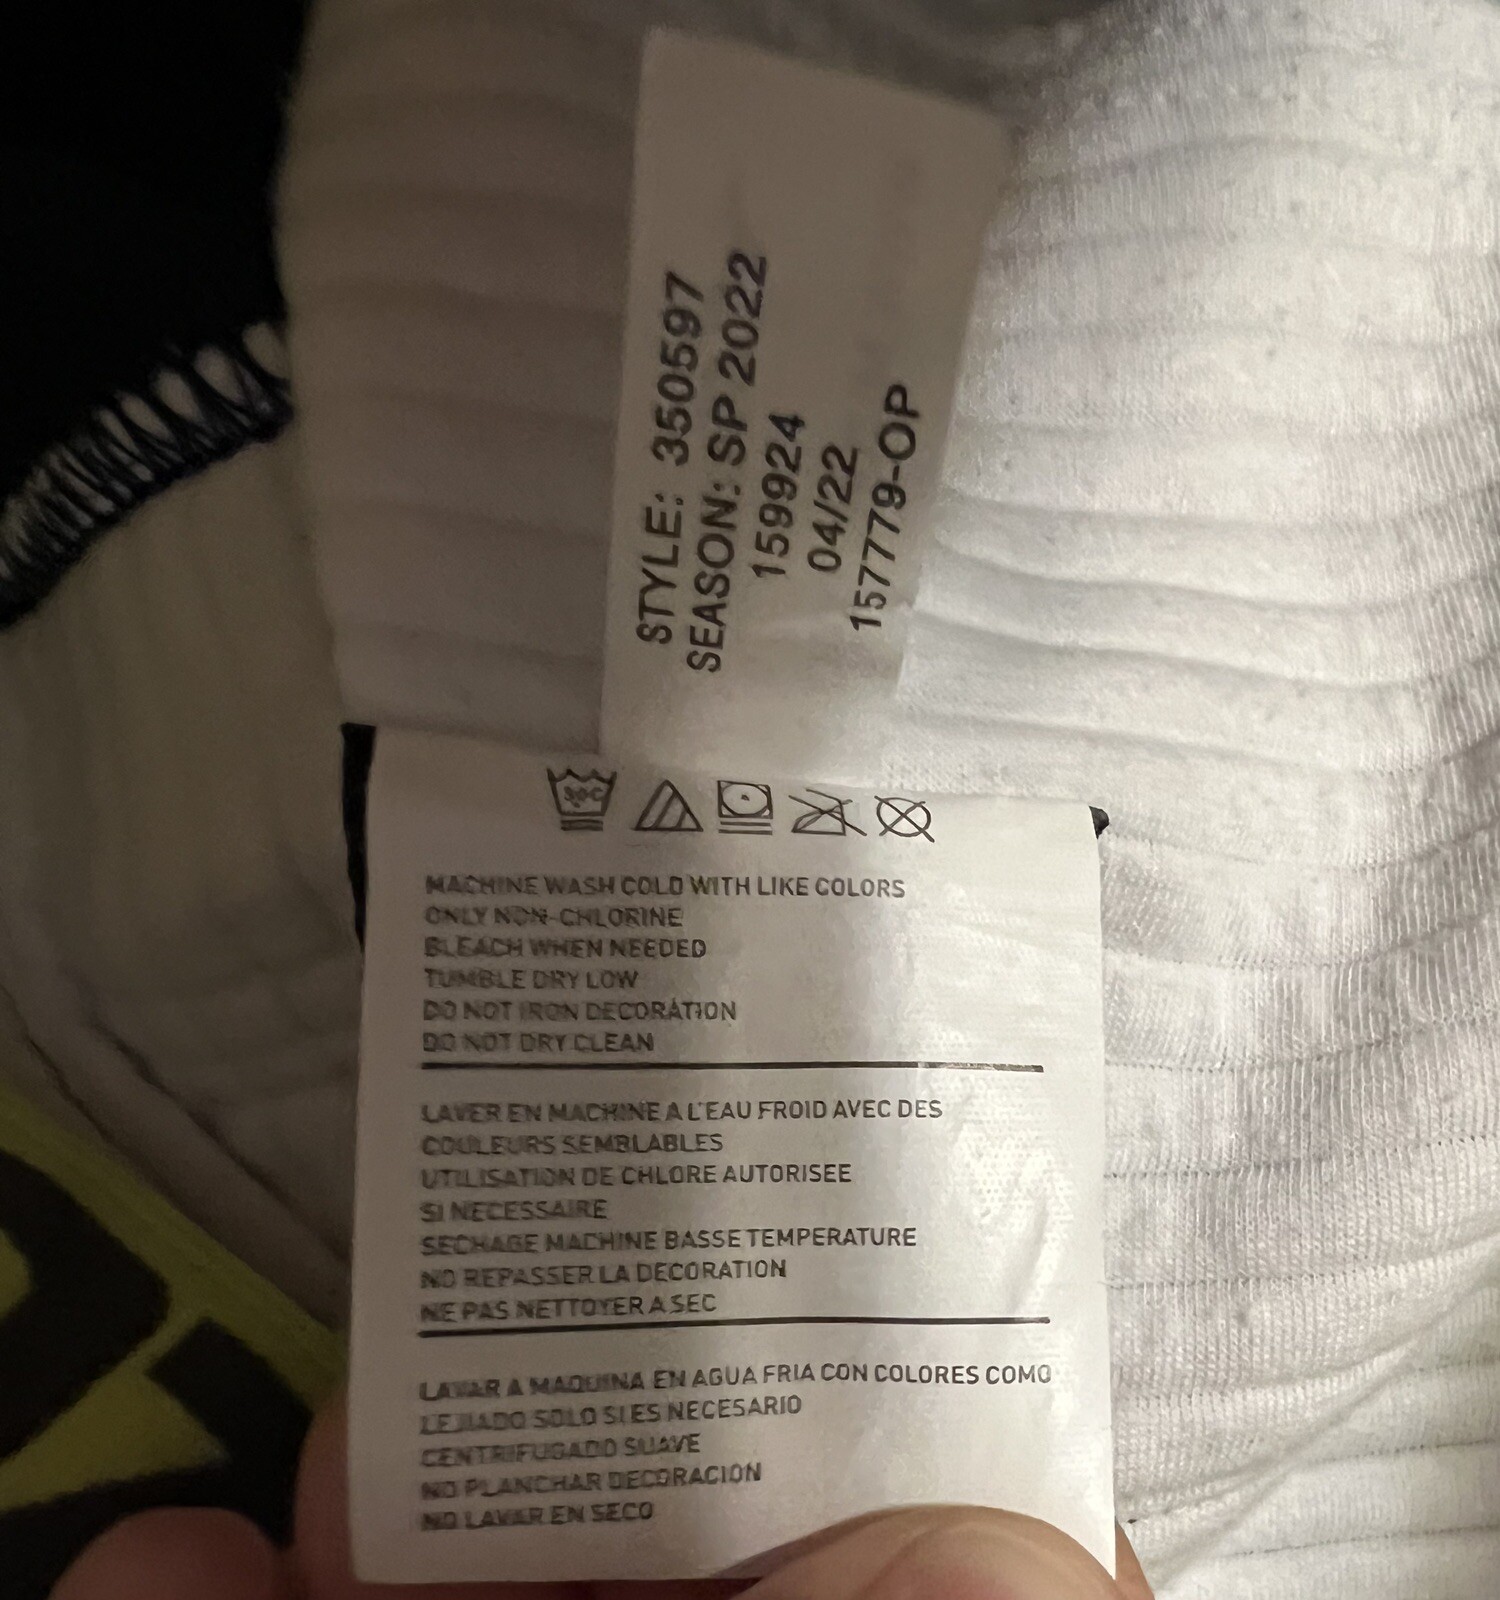 STYLE: 350597
SEASON: SP 2022
159924
04/22
157779-OP
30C
MACHINE WASH COLD WITH LIKE COLORS
ONLY NON-CHLORINE
BLEACH WHEN NEEDED
TUMBLE DRY LOW
DO NOT IRON DECORATION
DO NOT DRY CLEAN
LAVER EN MACHINE A L'EAU FROID AVEC DES
COULEURS SEMBLABLES
UTILISATION DE CHLORE AUTORISEE
SI NECESSAIRE
SECHAGE MACHINE BASSE TEMPERATURE
NO REPASSER LA DECORATION
NE PAS NETTOYER A SEC
LAVAR A MAQUINA EN AGUA FRIA CON COLORES COMO
LEJIADO SOLO SI ES NECESARIO
CENTRIFUGADO SUAVE
NO PLANCHAR DECORACION
NO LAVAR EN SECO